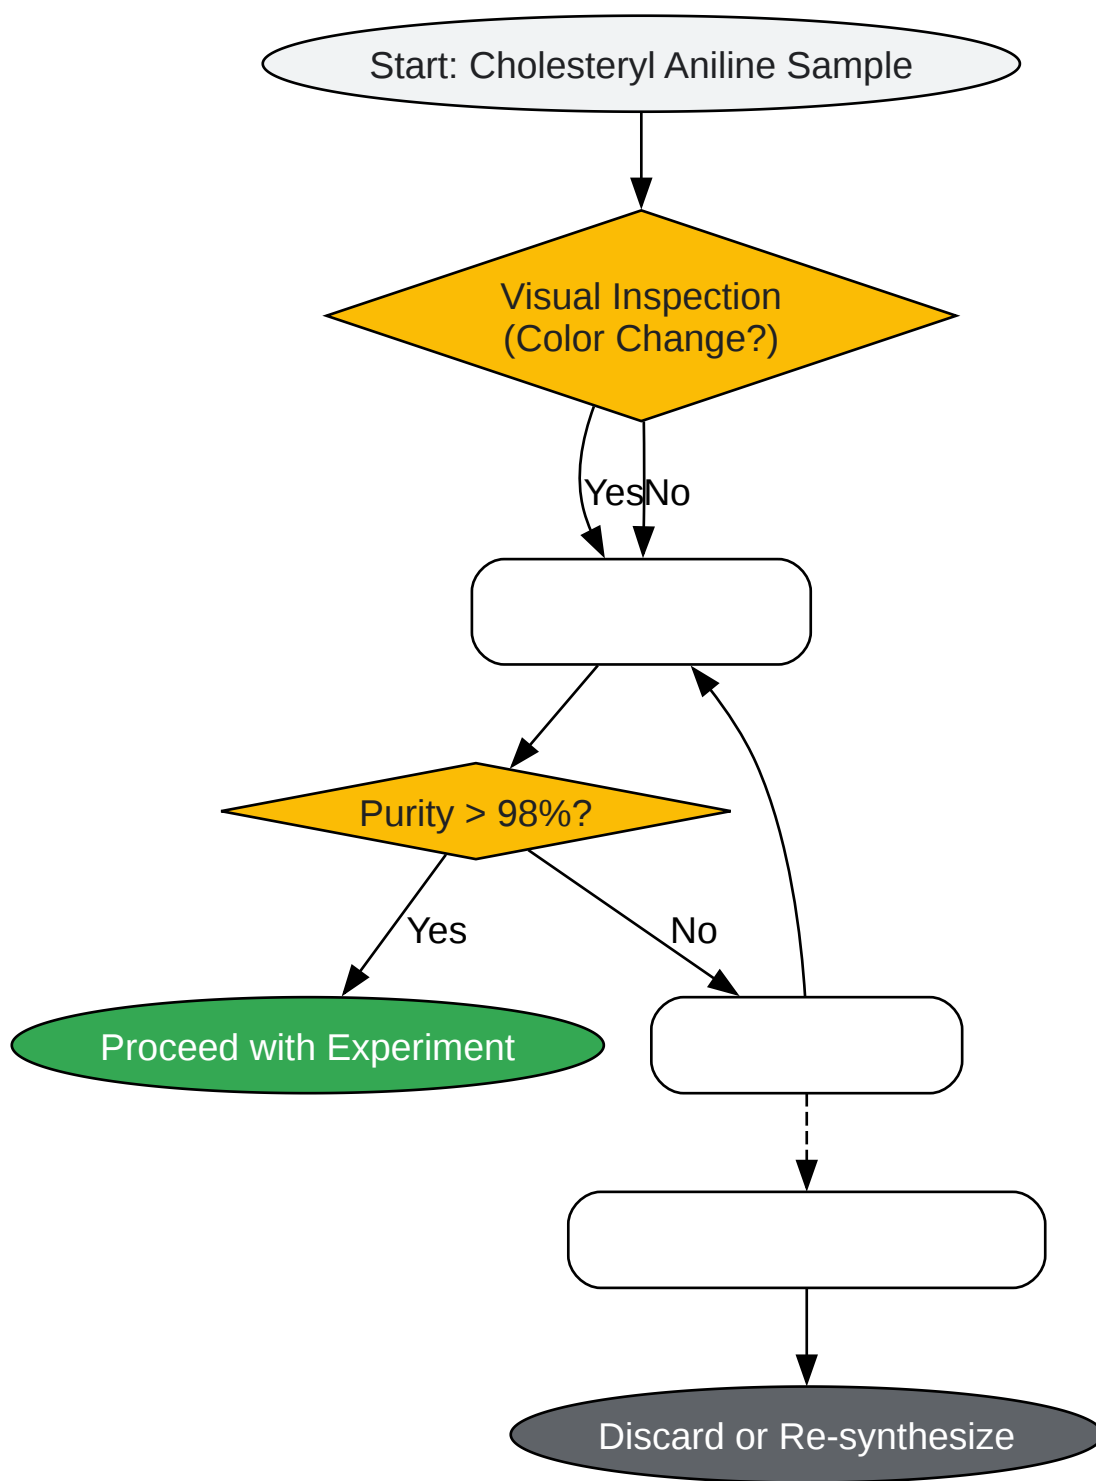 Start: Cholesteryl Aniline Sample
Visual Inspection
(Color Change?)
Yes
No
Purity > 98%?
Yes
No
Proceed with Experiment
Discard or Re-synthesize